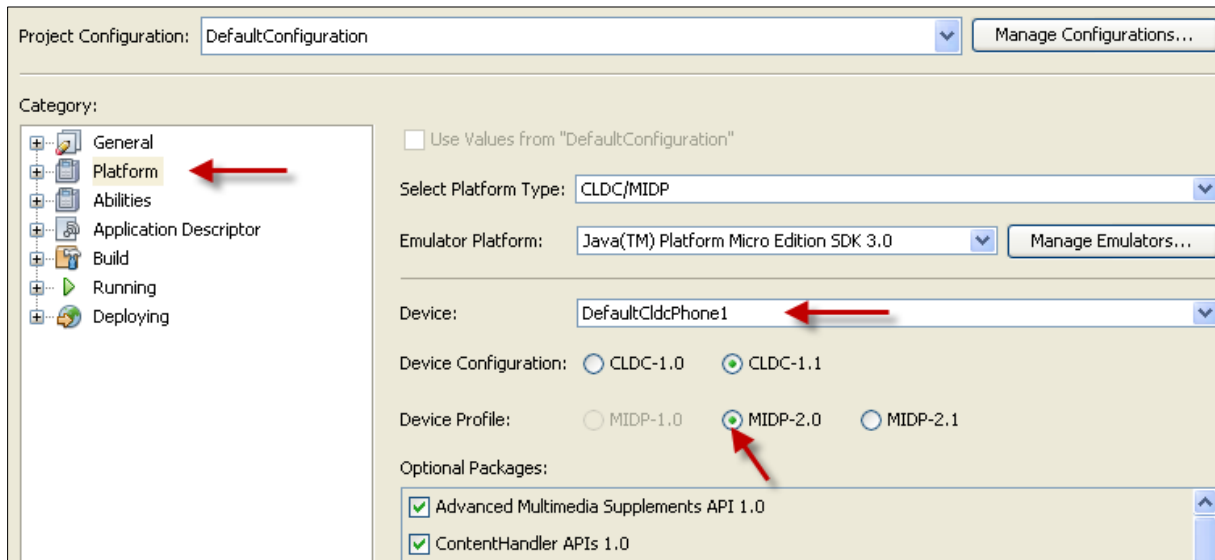 Project Configuration: DefaultConfiguration Manage Configurations...
Category:
General
Platform
Abilities
Application Descriptor
Build
Running
Deploying
Use Values from "DefaultConfiguration"
Select Platform Type: CLDC/MIDP
Emulator Platform: Java(TM) Platform Micro Edition SDK 3.0 Manage Emulators...
Device: DefaultCldcPhone1
Device Configuration: CLDC-1.0 CLDC-1.1
Device Profile: MIDP-1.0 MIDP-2.0 MIDP-2.1
Optional Packages:
Advanced Multimedia Supplements API 1.0
ContentHandler APIs 1.0